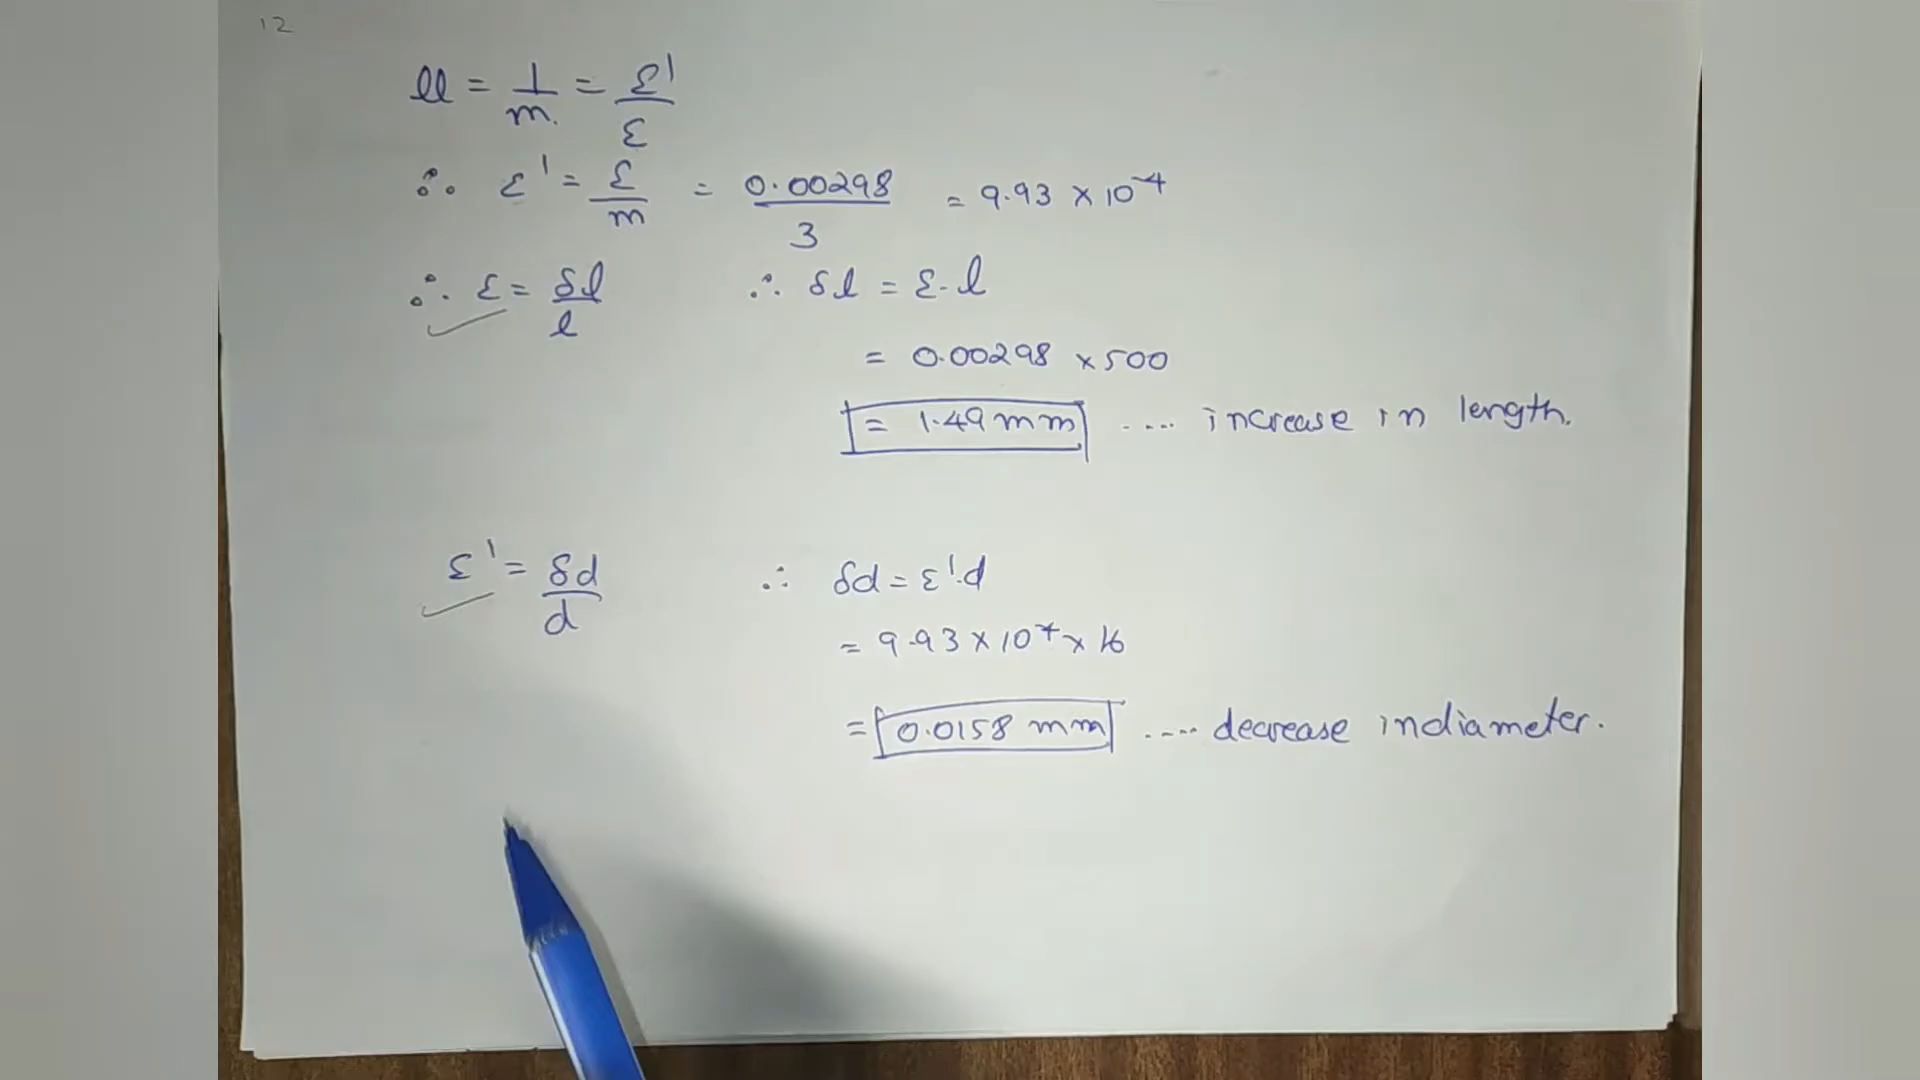 12
μ = 1/m. = ε'/ε
∴ ε' = ε/m = 0.00298/3 = 9.93 × 10⁻⁴
∴ ε = δl/l ∴ δl = ε·l
= 0.00298 × 500
= 1.49 mm .... increase in length.
ε' = δd/d ∴ δd = ε'.d
= 9.93 × 10⁻⁴ × 16
= 0.0158 mm .... decrease in diameter.